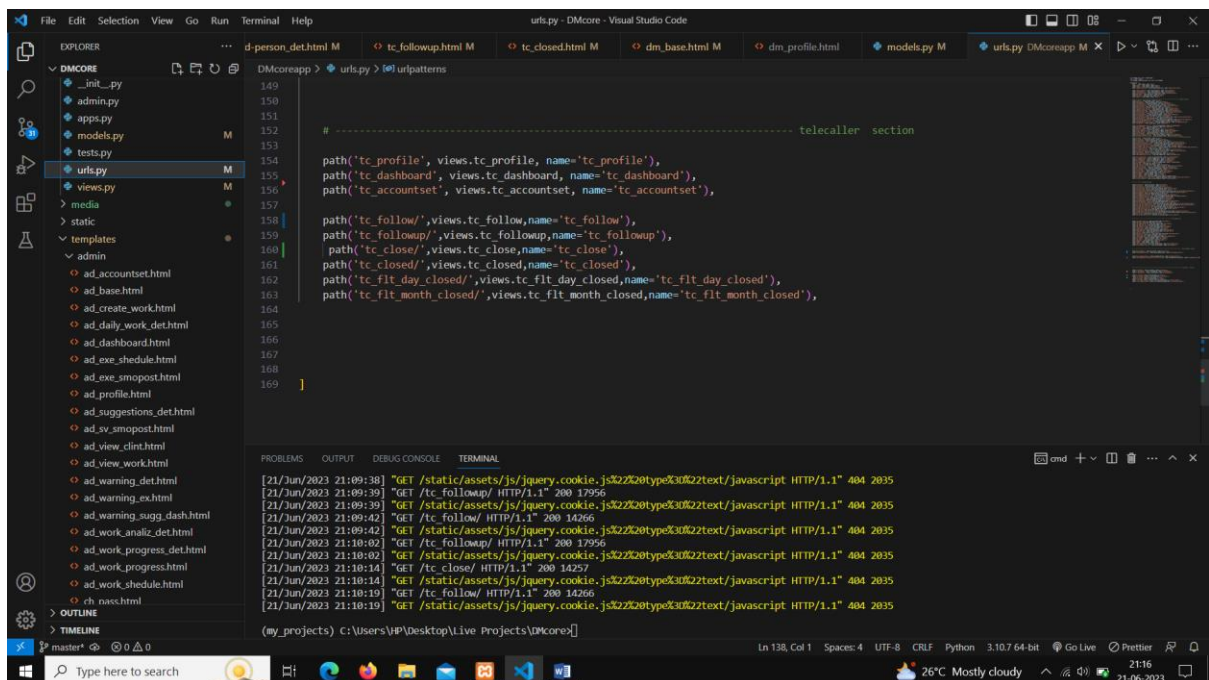 File Edit Selection View Go Run Terminal Help urls.py - DMcore - Visual Studio Code
EXPLORER
d-person_det.html M tc_followup.html M tc_closed.html M dm_base.html M dm_profile.html models.py M urls.py DMcoreapp M
DMCORE
DMCoreapp > urls.py > urlpatterns
__init__.py
admin.py
apps.py
models.py M
tests.py
urls.py M
views.py M
media
static
templates
admin
ad_accountset.html
ad_base.html
ad_create_work.html
ad_daily_work_det.html
ad_dashboard.html
ad_exe_shedule.html
ad_exe_smopost.html
ad_profile.html
ad_suggestions_det.html
ad_sv_smopost.html
ad_view_clint.html
ad_view_work.html
ad_warning_det.html
ad_warning_ex.html
ad_warning_sugg_dash.html
ad_work_analiz_det.html
ad_work_progress_det.html
ad_work_progress.html
ad_work_shedule.html
ch_pass.html
OUTLINE
TIMELINE
31
149
150
151
152 # ---------------------------------------------------------------------------- telecaller section
153
154 path('tc_profile', views.tc_profile, name='tc_profile'),
155 path('tc_dashboard', views.tc_dashboard, name='tc_dashboard'),
156 path('tc_accountset', views.tc_accountset, name='tc_accountset'),
157
158 path('tc_follow/',views.tc_follow,name='tc_follow'),
159 path('tc_followup/',views.tc_followup,name='tc_followup'),
160 path('tc_close/',views.tc_close,name='tc_close'),
161 path('tc_closed/',views.tc_closed,name='tc_closed'),
162 path('tc_flt_day_closed/',views.tc_flt_day_closed,name='tc_flt_day_closed'),
163 path('tc_flt_month_closed/',views.tc_flt_month_closed,name='tc_flt_month_closed'),
164
165
166
167
168
169 ]
PROBLEMS OUTPUT DEBUG CONSOLE TERMINAL cmd
[21/Jun/2023 21:09:38] "GET /static/assets/js/jquery.cookie.js%22%20type%3D%22text/javascript HTTP/1.1" 404 2035
[21/Jun/2023 21:09:39] "GET /tc_followup/ HTTP/1.1" 200 17956
[21/Jun/2023 21:09:39] "GET /static/assets/js/jquery.cookie.js%22%20type%3D%22text/javascript HTTP/1.1" 404 2035
[21/Jun/2023 21:09:42] "GET /tc_follow/ HTTP/1.1" 200 14266
[21/Jun/2023 21:09:42] "GET /static/assets/js/jquery.cookie.js%22%20type%3D%22text/javascript HTTP/1.1" 404 2035
[21/Jun/2023 21:10:02] "GET /tc_followup/ HTTP/1.1" 200 17956
[21/Jun/2023 21:10:02] "GET /static/assets/js/jquery.cookie.js%22%20type%3D%22text/javascript HTTP/1.1" 404 2035
[21/Jun/2023 21:10:14] "GET /tc_close/ HTTP/1.1" 200 14257
[21/Jun/2023 21:10:14] "GET /static/assets/js/jquery.cookie.js%22%20type%3D%22text/javascript HTTP/1.1" 404 2035
[21/Jun/2023 21:10:19] "GET /tc_follow/ HTTP/1.1" 200 14266
[21/Jun/2023 21:10:19] "GET /static/assets/js/jquery.cookie.js%22%20type%3D%22text/javascript HTTP/1.1" 404 2035
(my_projects) C:\Users\HP\Desktop\Live Projects\DMcore>
master* 0 0 Ln 138, Col 1 Spaces: 4 UTF-8 CRLF Python 3.10.7 64-bit Go Live Prettier
Type here to search 26°C Mostly cloudy 21:16
21-06-2023